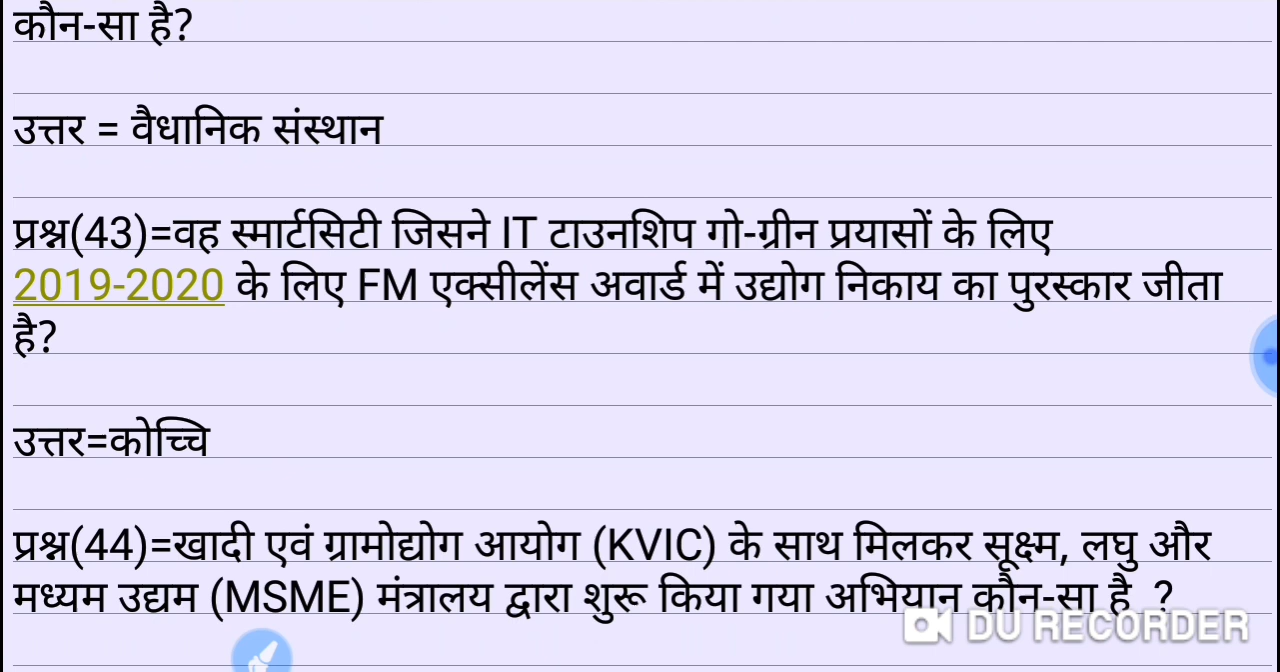 कौन-सा है?
उत्तर = वैधानिक संस्थान
प्रश्न(43)=वह स्मार्टसिटी जिसने IT टाउनशिप गो-ग्रीन प्रयासों के लिए
2019-2020 के लिए FM एक्सीलेंस अवार्ड में उद्योग निकाय का पुरस्कार जीता
है?
उत्तर=कोच्चि
प्रश्न(44)=खादी एवं ग्रामोद्योग आयोग (KVIC) के साथ मिलकर सूक्ष्म, लघु और
मध्यम उद्यम (MSME) मंत्रालय द्वारा शुरू किया गया अभियान कौन-सा है ?
DU RECORDER